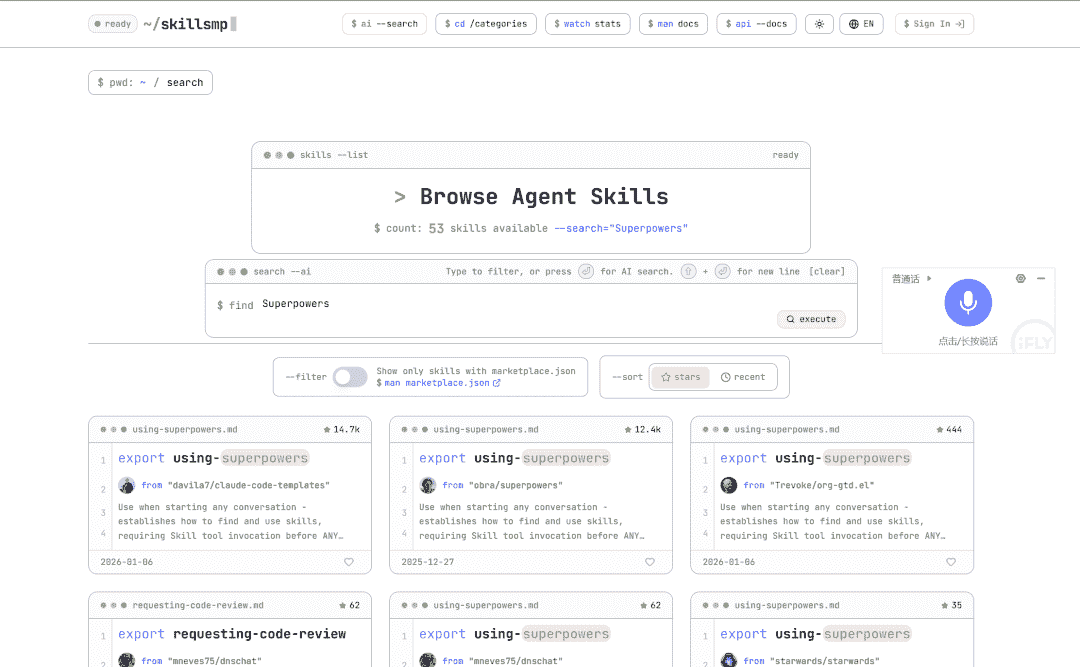 ready ~/skillsmp $ ai --search $ cd /categories $ watch stats $ man docs $ api --docs EN $ Sign In
$ pwd: ~ / search
skills --list ready
> Browse Agent Skills
$ count: 53 skills available --search="Superpowers"
search --ai Type to filter, or press for AI search. + for new line [clear]
$ find Superpowers
execute
普通话
点击/长按说话
iFLY
--filter Show only skills with marketplace.json
$ man marketplace.json
--sort stars recent
using-superpowers.md 14.7k
1 export using-superpowers
2 from "davila7/claude-code-templates"
3 Use when starting any conversation -
establishes how to find and use skills,
4 requiring Skill tool invocation before ANY…
2026-01-06
using-superpowers.md 12.4k
1 export using-superpowers
2 from "obra/superpowers"
3 Use when starting any conversation -
establishes how to find and use skills,
4 requiring Skill tool invocation before ANY…
2025-12-27
using-superpowers.md 444
1 export using-superpowers
2 from "Trevoke/org-gtd.el"
3 Use when starting any conversation -
establishes how to find and use skills,
4 requiring Skill tool invocation before ANY…
2026-01-06
requesting-code-review.md 62
1 export requesting-code-review
2 from "mneves75/dnschat"
using-superpowers.md 62
1 export using-superpowers
2 from "mneves75/dnschat"
using-superpowers.md 35
1 export using-superpowers
2 from "starwards/starwards"